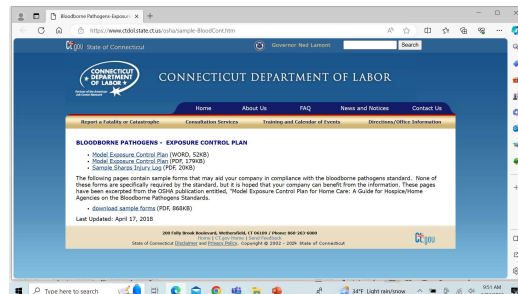 Bloodborne Pathogens-Exposure
https://www.ctdol.state.ct.us/osha/sample-BloodCont.htm
CT.gov State of Connecticut
Governor Ned Lamont
Search
CONNECTICUT
DEPARTMENT
OF LABOR
CONNECTICUT DEPARTMENT OF LABOR
Home About Us FAQ News and Notices Contact Us
Report a Fatality or Catastrophe Consultation Services Training and Calendar of Events Directions/Office Information
BLOODBORNE PATHOGENS - EXPOSURE CONTROL PLAN
Model Exposure Control Plan (WORD, 52KB)
Model Exposure Control Plan (PDF, 179KB)
Sample Sharps Injury Log (PDF, 20KB)
The following pages contain sample forms that may aid your company in compliance with the bloodborne pathogens standard. None of
these forms are specifically required by the standard, but it is hoped that your company can benefit from the information. These pages
have been excerpted from the OSHA publication entitled, "Model Exposure Control Plan for Home Care: A Guide for Hospice/Home
Agencies on the Bloodborne Pathogens Standards.
download sample forms (PDF, 868KB)
Last Updated: April 17, 2018
200 Folly Brook Boulevard, Wethersfield, CT 06109 / Phone: 860-263-6000
Home | CT.gov Home | Send Feedback
State of Connecticut Disclaimer and Privacy Policy. Copyright © 2002 - 2024 State of Connecticut
CT.gov
Type here to search
34°F Light rain/snow
9:51 AM